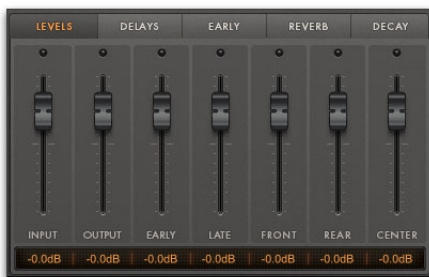 LEVELS DELAYS EARLY REVERB DECAY
INPUT OUTPUT EARLY LATE FRONT REAR CENTER
-0.0dB -0.0dB -0.0dB -0.0dB -0.0dB -0.0dB -0.0dB